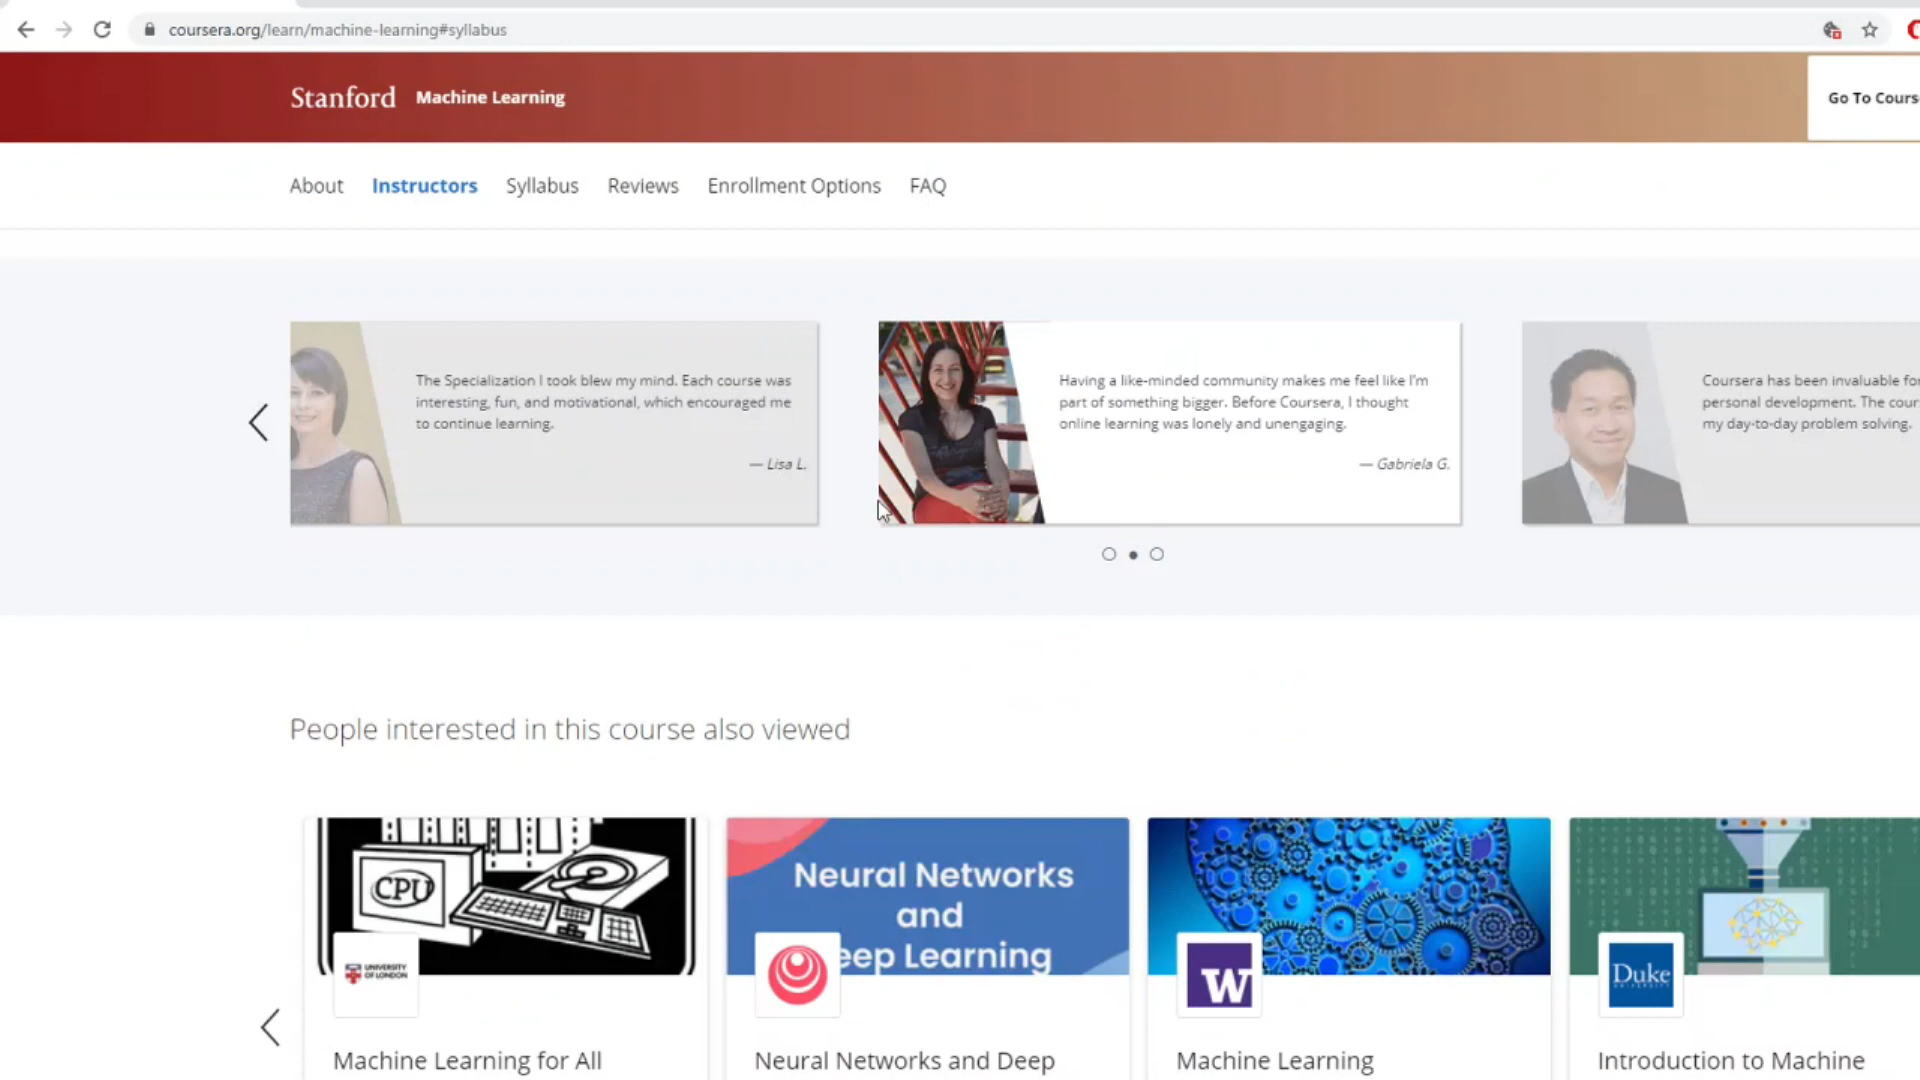 coursera.org/learn/machine-learning#syllabus
Stanford Machine Learning
Go To Cours
About Instructors Syllabus Reviews Enrollment Options FAQ
The Specialization I took blew my mind. Each course was
interesting, fun, and motivational, which encouraged me
to continue learning.
— Lisa L.
Having a like-minded community makes me feel like I'm
part of something bigger. Before Coursera, I thought
online learning was lonely and unengaging.
— Gabriela G.
Coursera has been invaluable for
personal development. The cour
my day-to-day problem solving.
People interested in this course also viewed
CPU
UNIVERSITY
OF LONDON
Machine Learning for All
Neural Networks
and
eep Learning
Neural Networks and Deep
W
Machine Learning
Duke
UNIVERSITY
Introduction to Machine